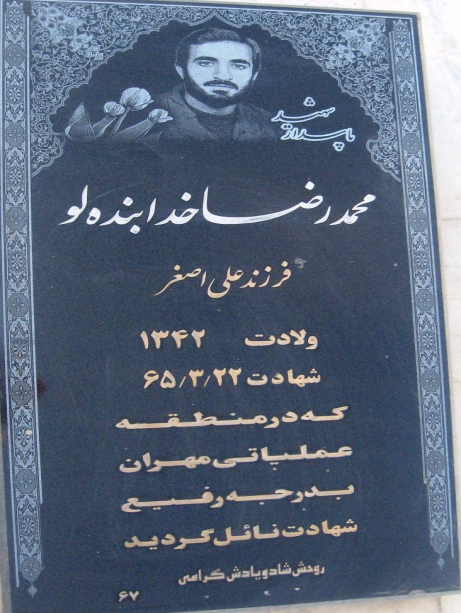 شهید
پاسدار
محمدرضا خدابنده لو
فرزند علی اصغر
ولادت ۱۳۴۲
شهادت ۶۵/۳/۲۲
که در منطقه
عملیاتی مهران
بدرجه رفیع
شهادت نائل گردید
روحش شاد و یادش گرامی
۶۷